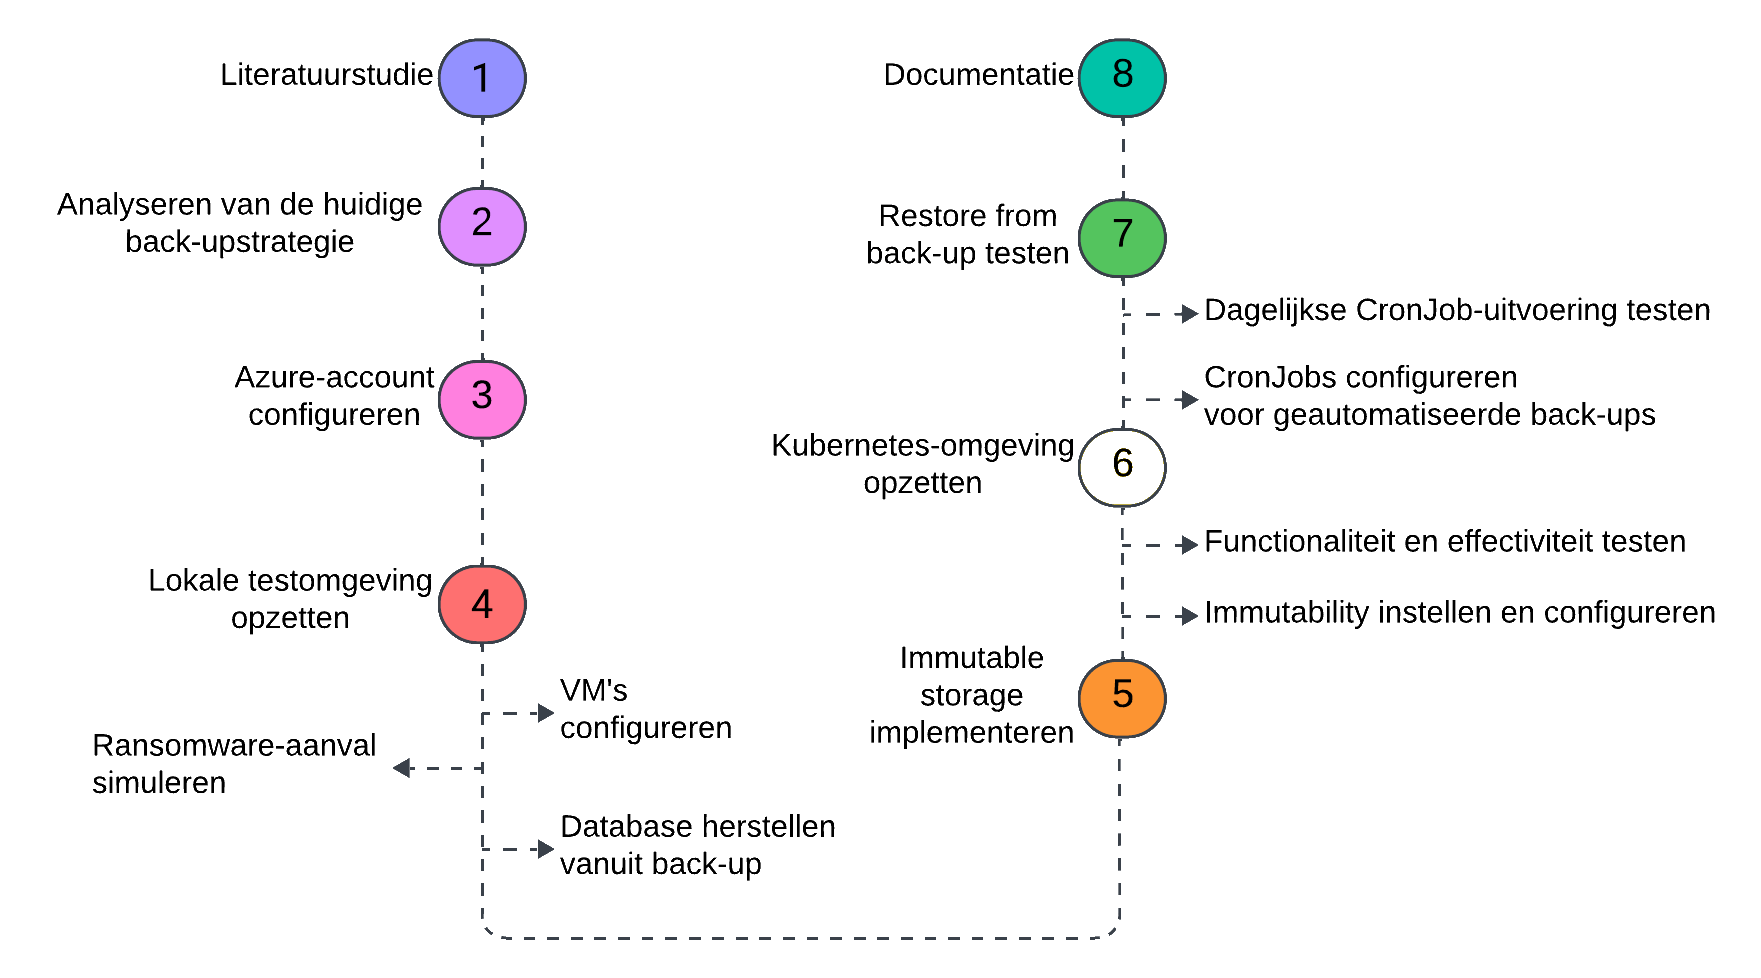 Literatuurstudie
1
Analyseren van de huidige
back-upstrategie
2
Azure-account
configureren
3
Lokale testomgeving
opzetten
4
VM's
configureren
Ransomware-aanval
simuleren
Database herstellen
vanuit back-up
Immutable
storage
implementeren
5
Immutability instellen en configureren
Functionaliteit en effectiviteit testen
Kubernetes-omgeving
opzetten
6
CronJobs configureren
voor geautomatiseerde back-ups
Dagelijkse CronJob-uitvoering testen
Restore from
back-up testen
7
Documentatie
8